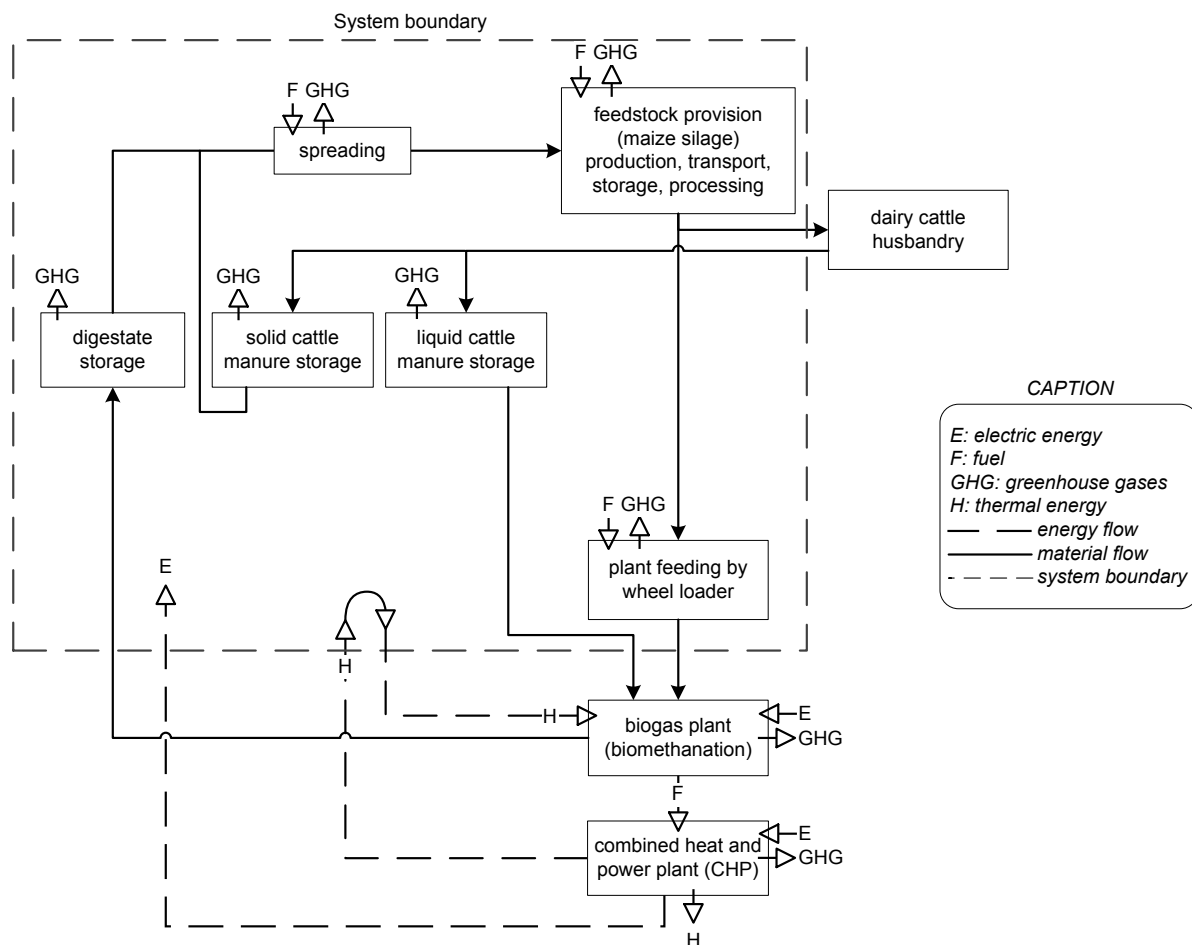 System boundary
F GHG
F GHG
feedstock provision
(maize silage)
production, transport,
storage, processing
spreading
dairy cattle
husbandry
GHG
GHG
GHG
digestate
storage
solid cattle
manure storage
liquid cattle
manure storage
CAPTION
E: electric energy
F: fuel
GHG: greenhouse gases
H: thermal energy
energy flow
material flow
system boundary
F GHG
plant feeding by
wheel loader
E
H
H
biogas plant
(biomethanation)
E
GHG
F
combined heat and
power plant (CHP)
E
GHG
H